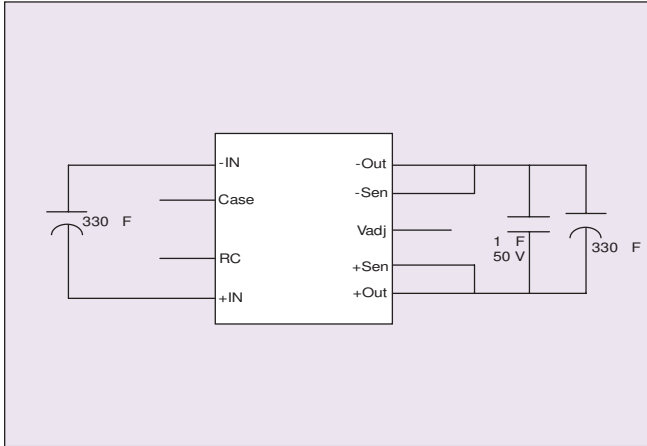 -IN
Case
RC
+IN
-Out
-Sen
Vadj
+Sen
+Out
330 F
1 F
50 V
330 F